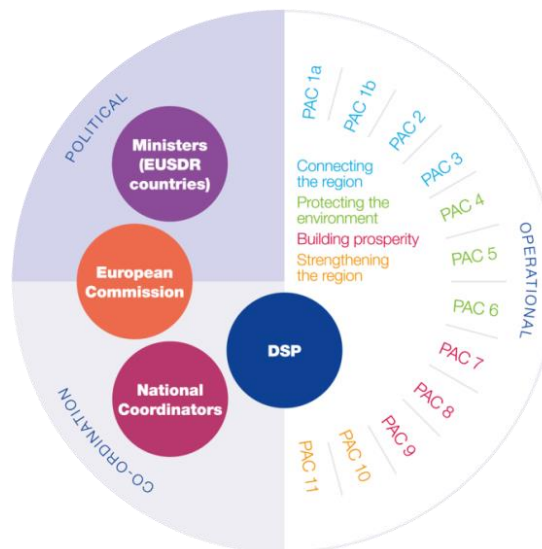 POLITICAL
Ministers
(EUSDR
countries)
European
Commission
National
Coordinators
CO-ORDINATION
DSP
Connecting
the region
Protecting the
environment
Building prosperity
Strengthening
the region
PAC 1a
PAC 1b
PAC 2
PAC 3
PAC 4
PAC 5
PAC 6
PAC 7
PAC 8
PAC 9
PAC 10
PAC 11
OPERATIONAL